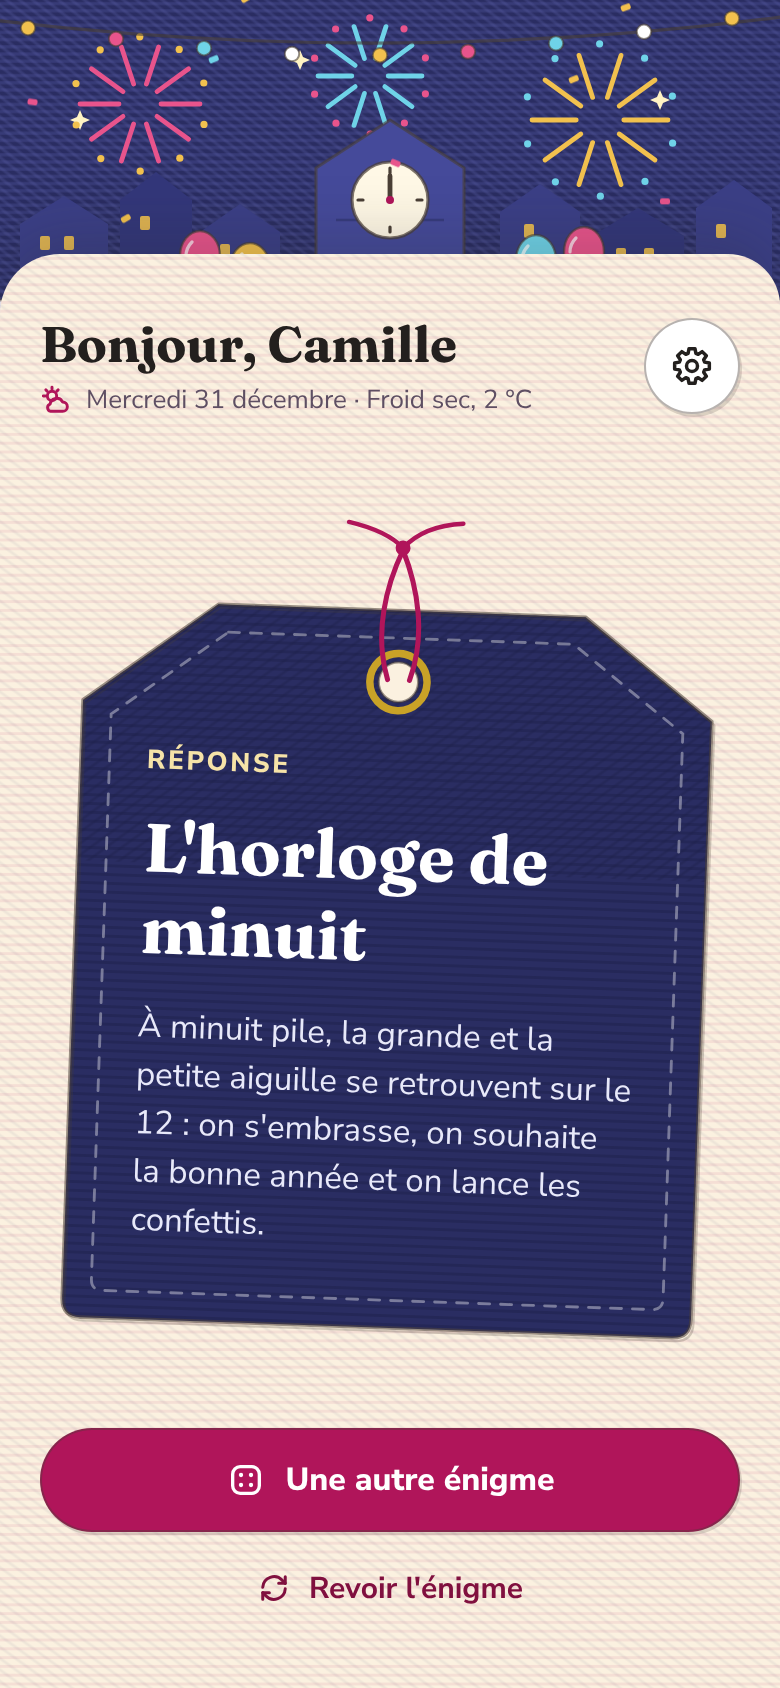 Bonjour, Camille
Mercredi 31 décembre · Froid sec, 2 °C
RÉPONSE
L'horloge de
minuit
À minuit pile, la grande et la
petite aiguille se retrouvent sur le
12 : on s'embrasse, on souhaite
la bonne année et on lance les
confettis.
Une autre énigme
Revoir l'énigme